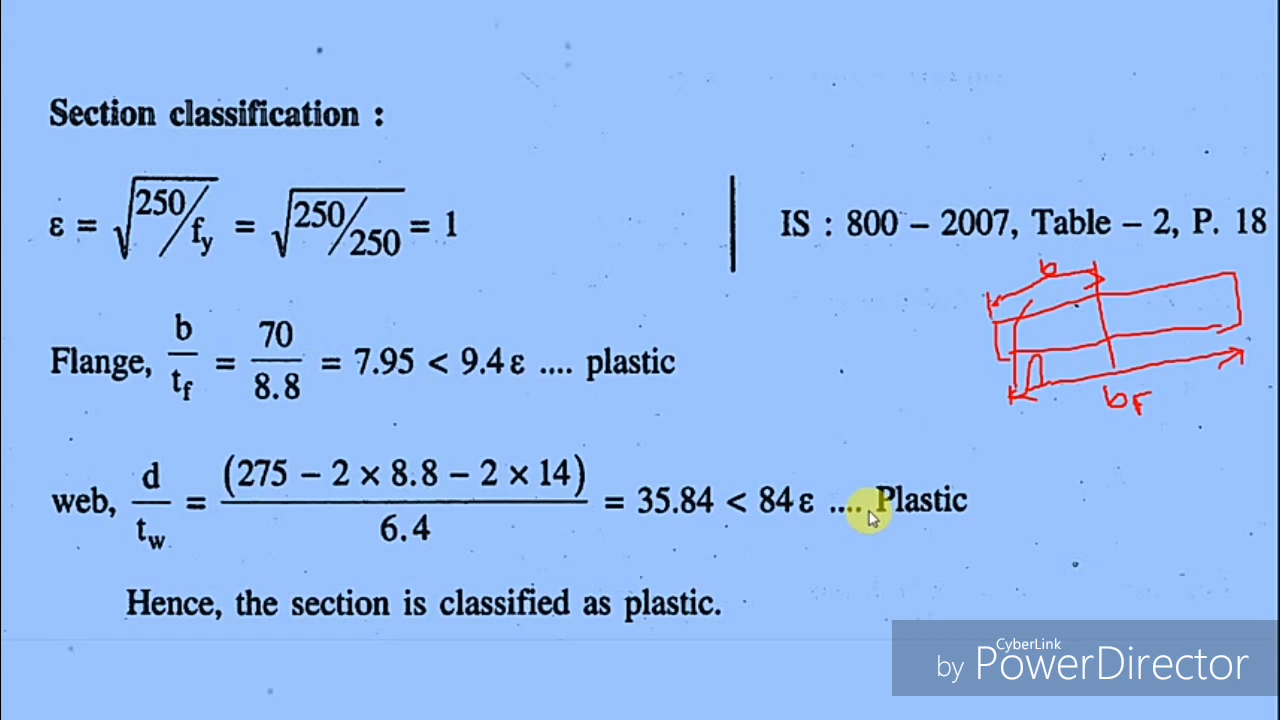 Section classification :
ε = √250/fy = √250/250 = 1
IS : 800 – 2007, Table – 2, P. 18
b
Flange, b/tf = 70/8.8 = 7.95 < 9.4 ε .... plastic
bF
web, d/tw = (275 – 2 × 8.8 – 2 × 14)/6.4 = 35.84 < 84 ε .... Plastic
Hence, the section is classified as plastic.
CyberLink
by PowerDirector